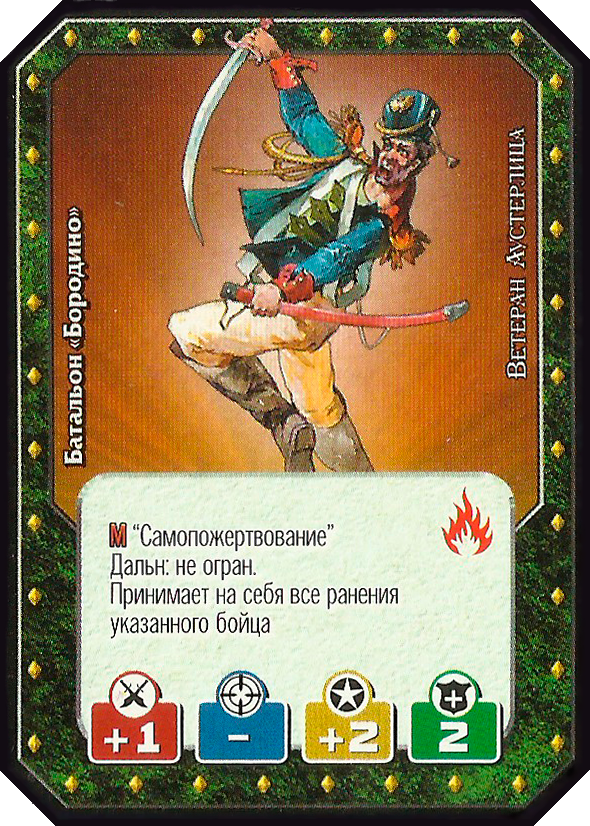 Батальон «Бородино»
Ветеран Аустерлица
М "Самопожертвование"
Дальн: не огран.
Принимает на себя все ранения
указанного бойца
+1
-
+2
2